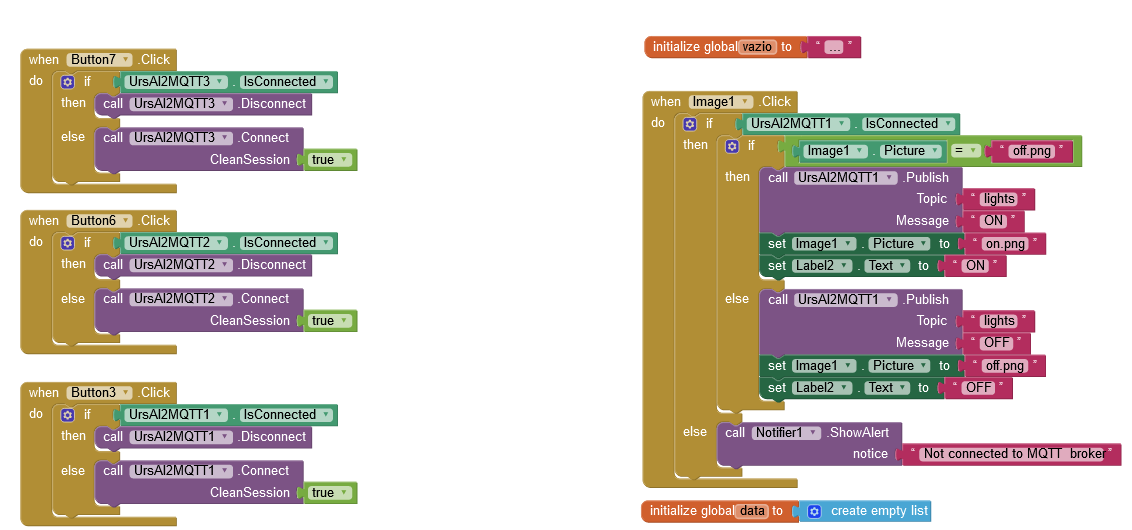 when Button7 .Click
do if UrsAI2MQTT3 . IsConnected
then call UrsAI2MQTT3 .Disconnect
else call UrsAI2MQTT3 .Connect
CleanSession true
when Button6 .Click
do if UrsAI2MQTT2 . IsConnected
then call UrsAI2MQTT2 .Disconnect
else call UrsAI2MQTT2 .Connect
CleanSession true
when Button3 .Click
do if UrsAI2MQTT1 . IsConnected
then call UrsAI2MQTT1 .Disconnect
else call UrsAI2MQTT1 .Connect
CleanSession true
initialize global vazio to “ ... ”
when Image1 .Click
do if UrsAI2MQTT1 . IsConnected
then if Image1 . Picture = “ off.png ”
then call UrsAI2MQTT1 .Publish
Topic “ lights ”
Message “ ON ”
set Image1 . Picture to “ on.png ”
set Label2 . Text to “ ON ”
else call UrsAI2MQTT1 .Publish
Topic “ lights ”
Message “ OFF ”
set Image1 . Picture to “ off.png ”
set Label2 . Text to “ OFF ”
else call Notifier1 .ShowAlert
notice “ Not connected to MQTT broker ”
initialize global data to create empty list